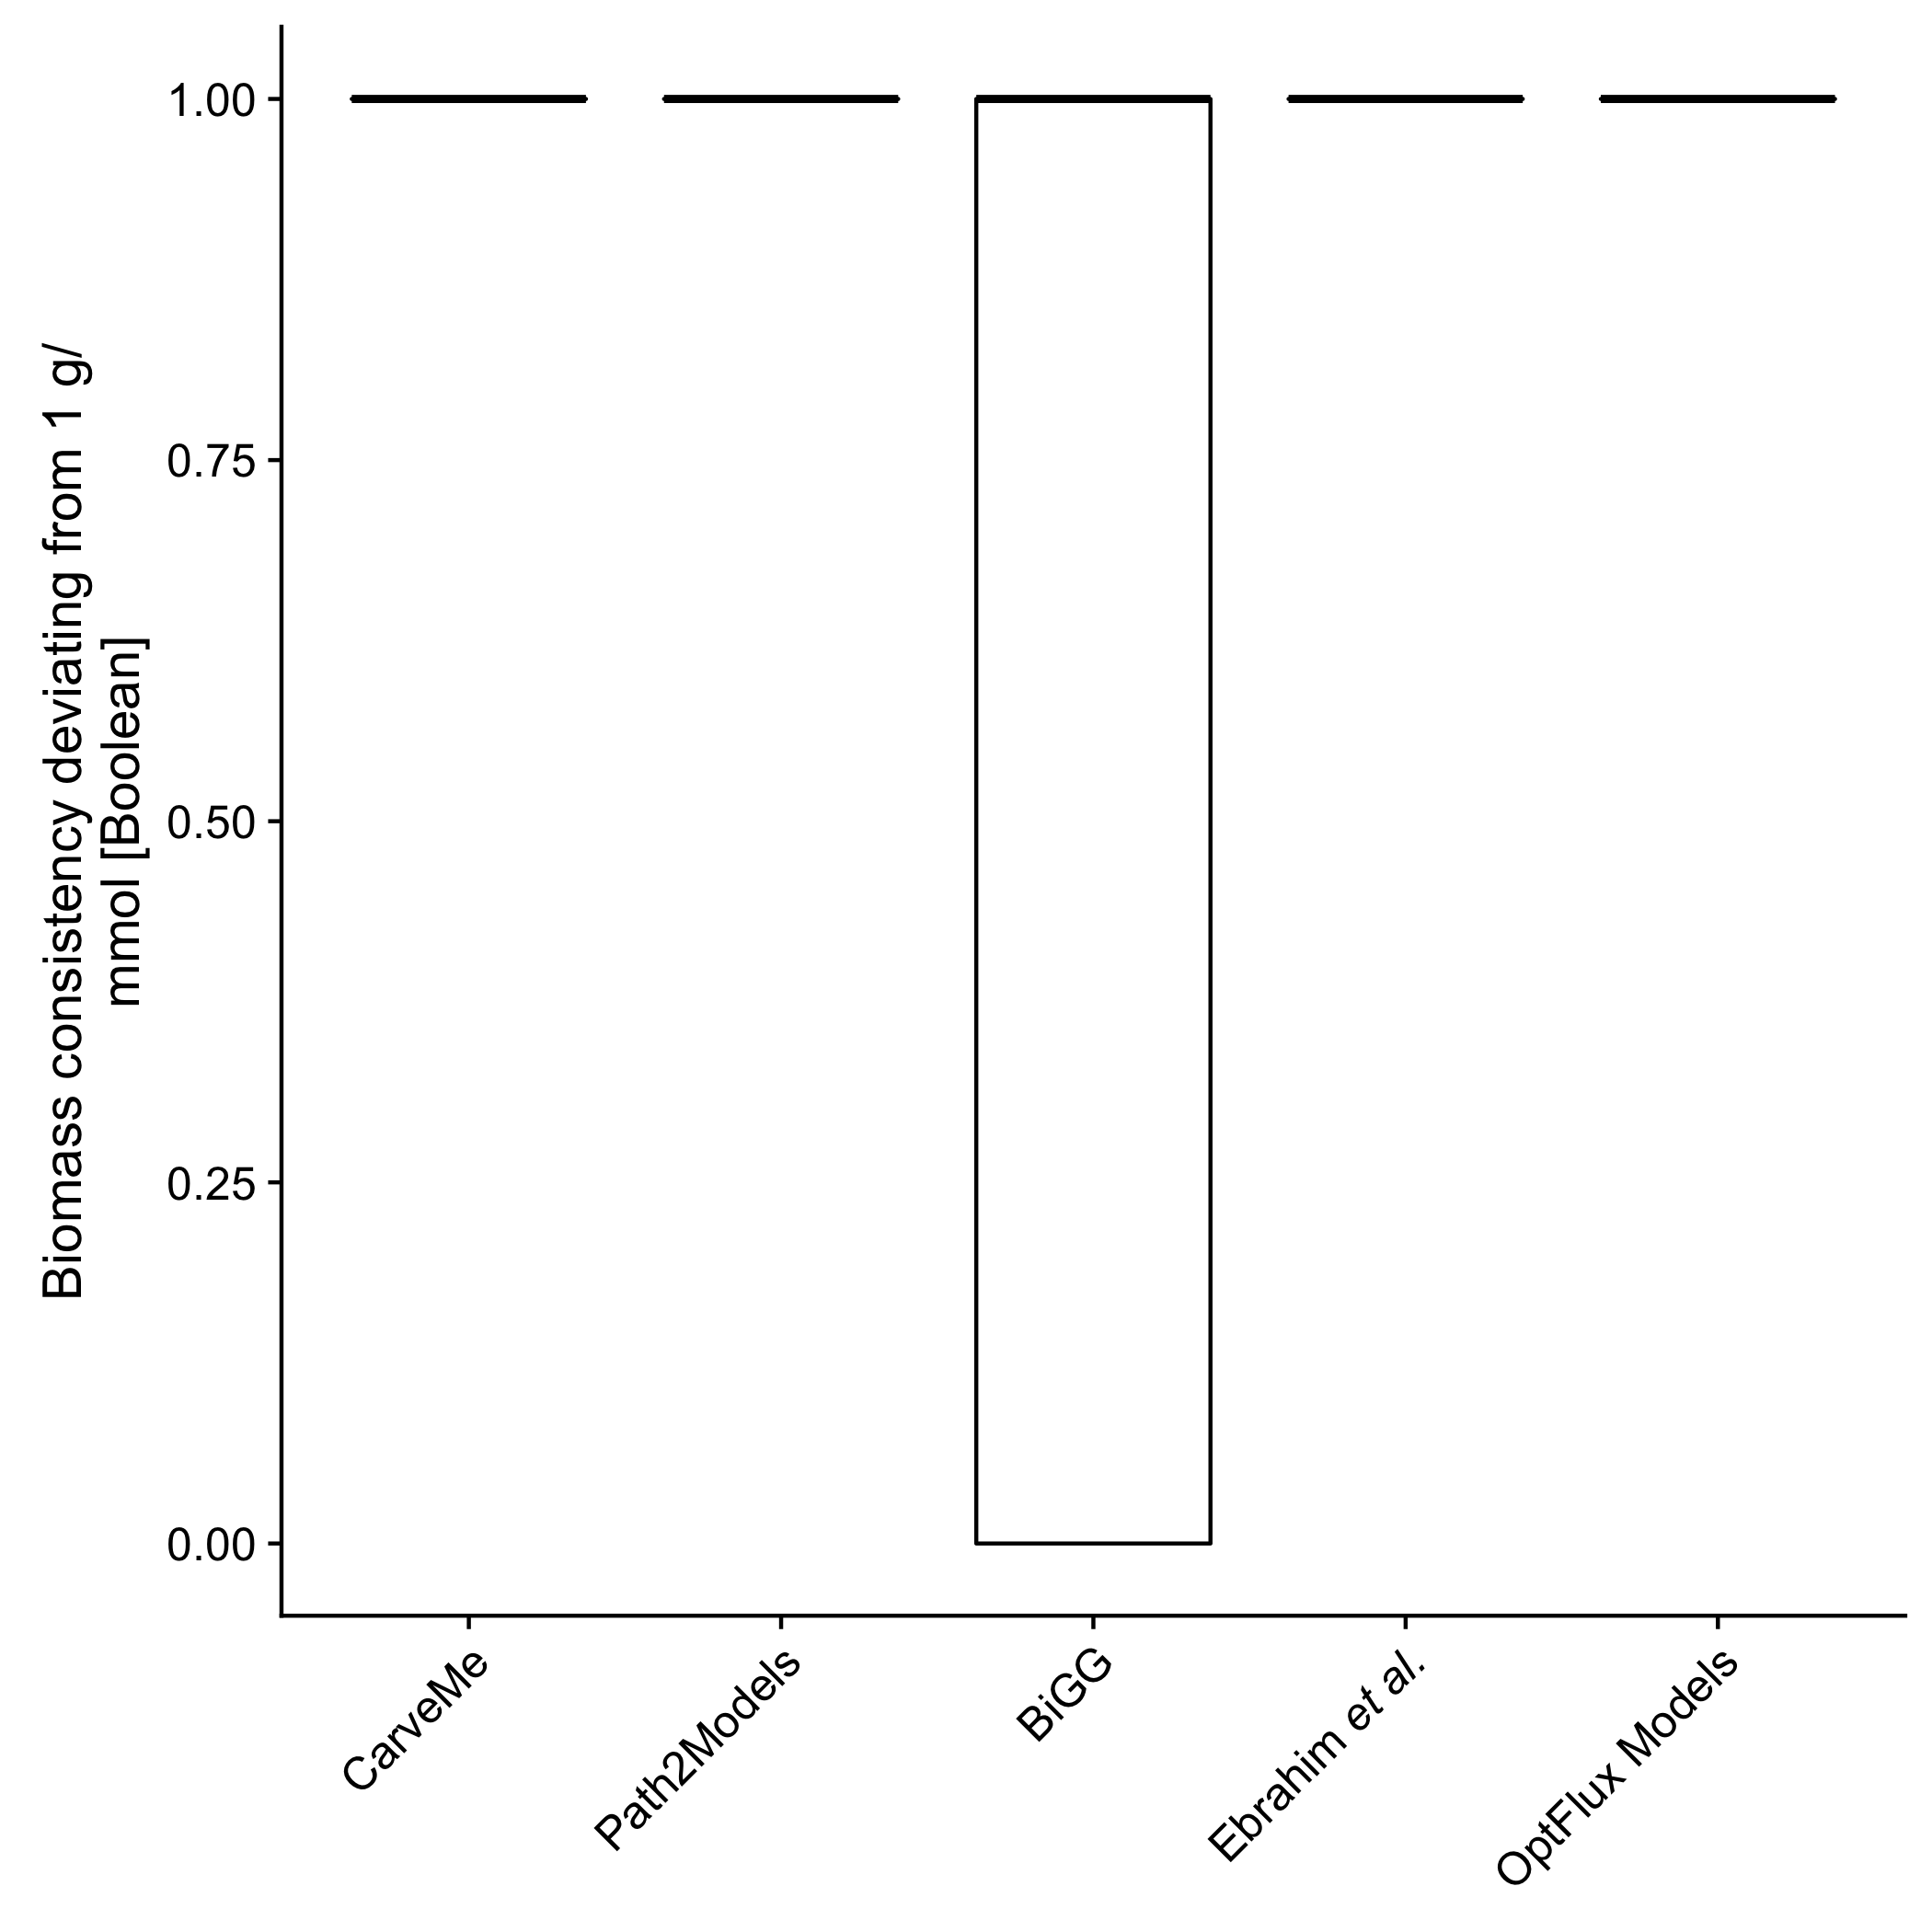 Biomass consistency deviating from 1 g/
mmol [Boolean]
1.00
0.75
0.50
0.25
0.00
CarveMe
Path2Models
BiGG
Ebrahim et al.
OptFlux Models